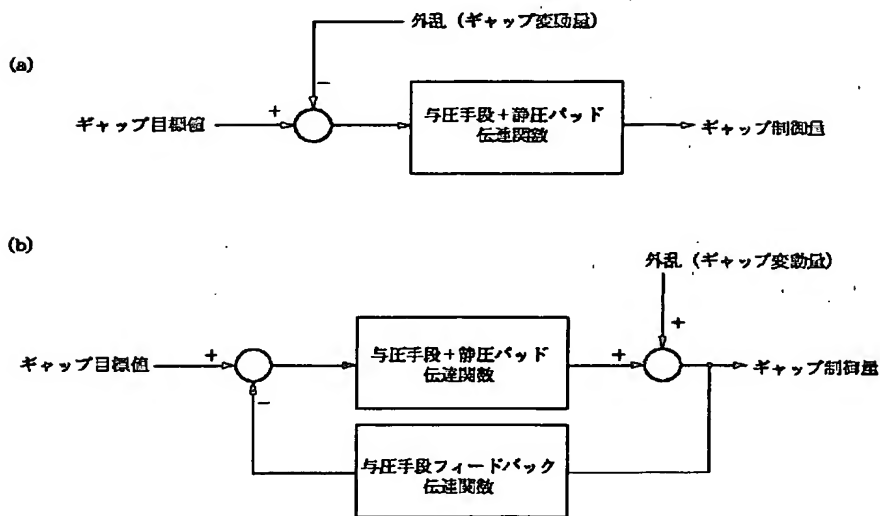 (a)
外乱（ギャップ変動量）
−
+
ギャップ目標値
与圧手段＋静圧パッド
伝達関数
ギャップ制御量
(b)
外乱（ギャップ変動量）
+
ギャップ目標値
+
与圧手段＋静圧パッド
伝達関数
+
ギャップ制御量
−
与圧手段フィードバック
伝達関数